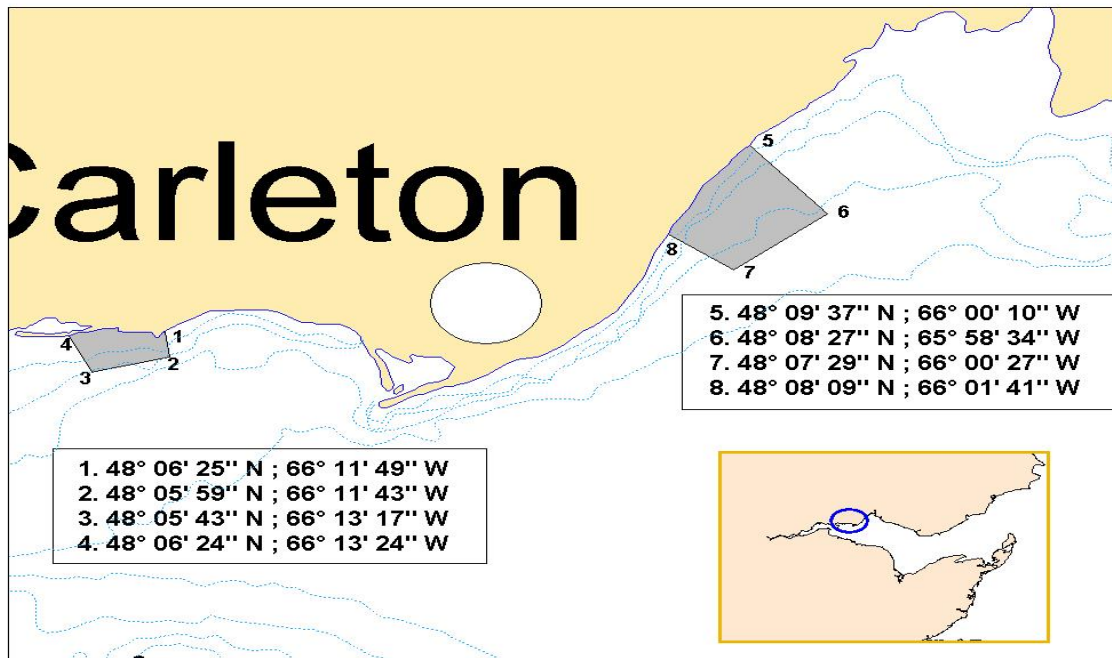 Carleton
5
6
7
8
5. 48° 09' 37" N ; 66° 00' 10" W
6. 48° 08' 27" N ; 65° 58' 34" W
7. 48° 07' 29" N ; 66° 00' 27" W
8. 48° 08' 09" N ; 66° 01' 41" W
1
2
3
4
1. 48° 06' 25" N ; 66° 11' 49" W
2. 48° 05' 59" N ; 66° 11' 43" W
3. 48° 05' 43" N ; 66° 13' 17" W
4. 48° 06' 24" N ; 66° 13' 24" W